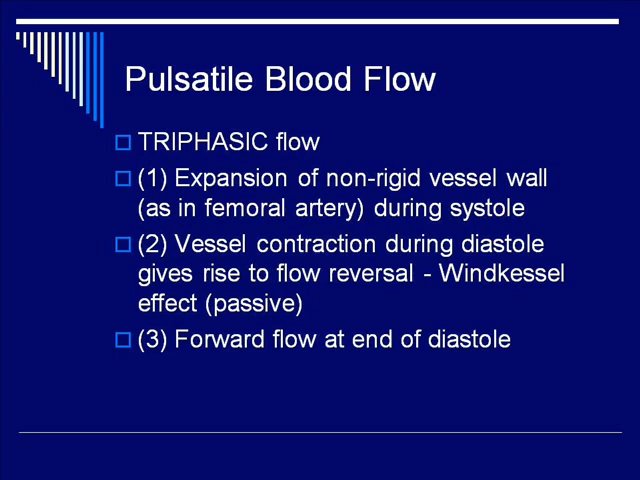 Pulsatile Blood Flow
TRIPHASIC flow
(1) Expansion of non-rigid vessel wall
(as in femoral artery) during systole
(2) Vessel contraction during diastole
gives rise to flow reversal - Windkessel
effect (passive)
(3) Forward flow at end of diastole